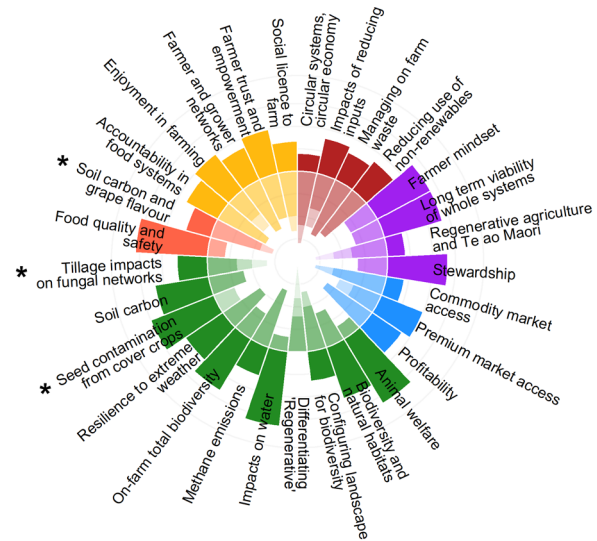 Circular systems,
circular economy
Impacts of reducing
inputs
Managing on farm
waste
Reducing use of
non-renewables
Farmer mindset
Long term viability
of whole systems
Regenerative agriculture
and Te ao Maori
Stewardship
Commodity market
access
Premium market access
Profitability
Animal welfare
Biodiversity and
natural habitats
Configuring landscape
for biodiversity
Differentiating
'Regenerative'
Impacts on water
Methane emissions
On-farm total biodiversity
Resilience to extreme
weather
* Seed contamination
from cover crops
Soil carbon
* Tillage impacts
on fungal networks
Food quality and
safety
* Soil carbon and
grape flavour
Accountability in
food systems
Enjoyment in farming
Farmer and grower
networks
Farmer trust and
empowerment
Social licence to
farm